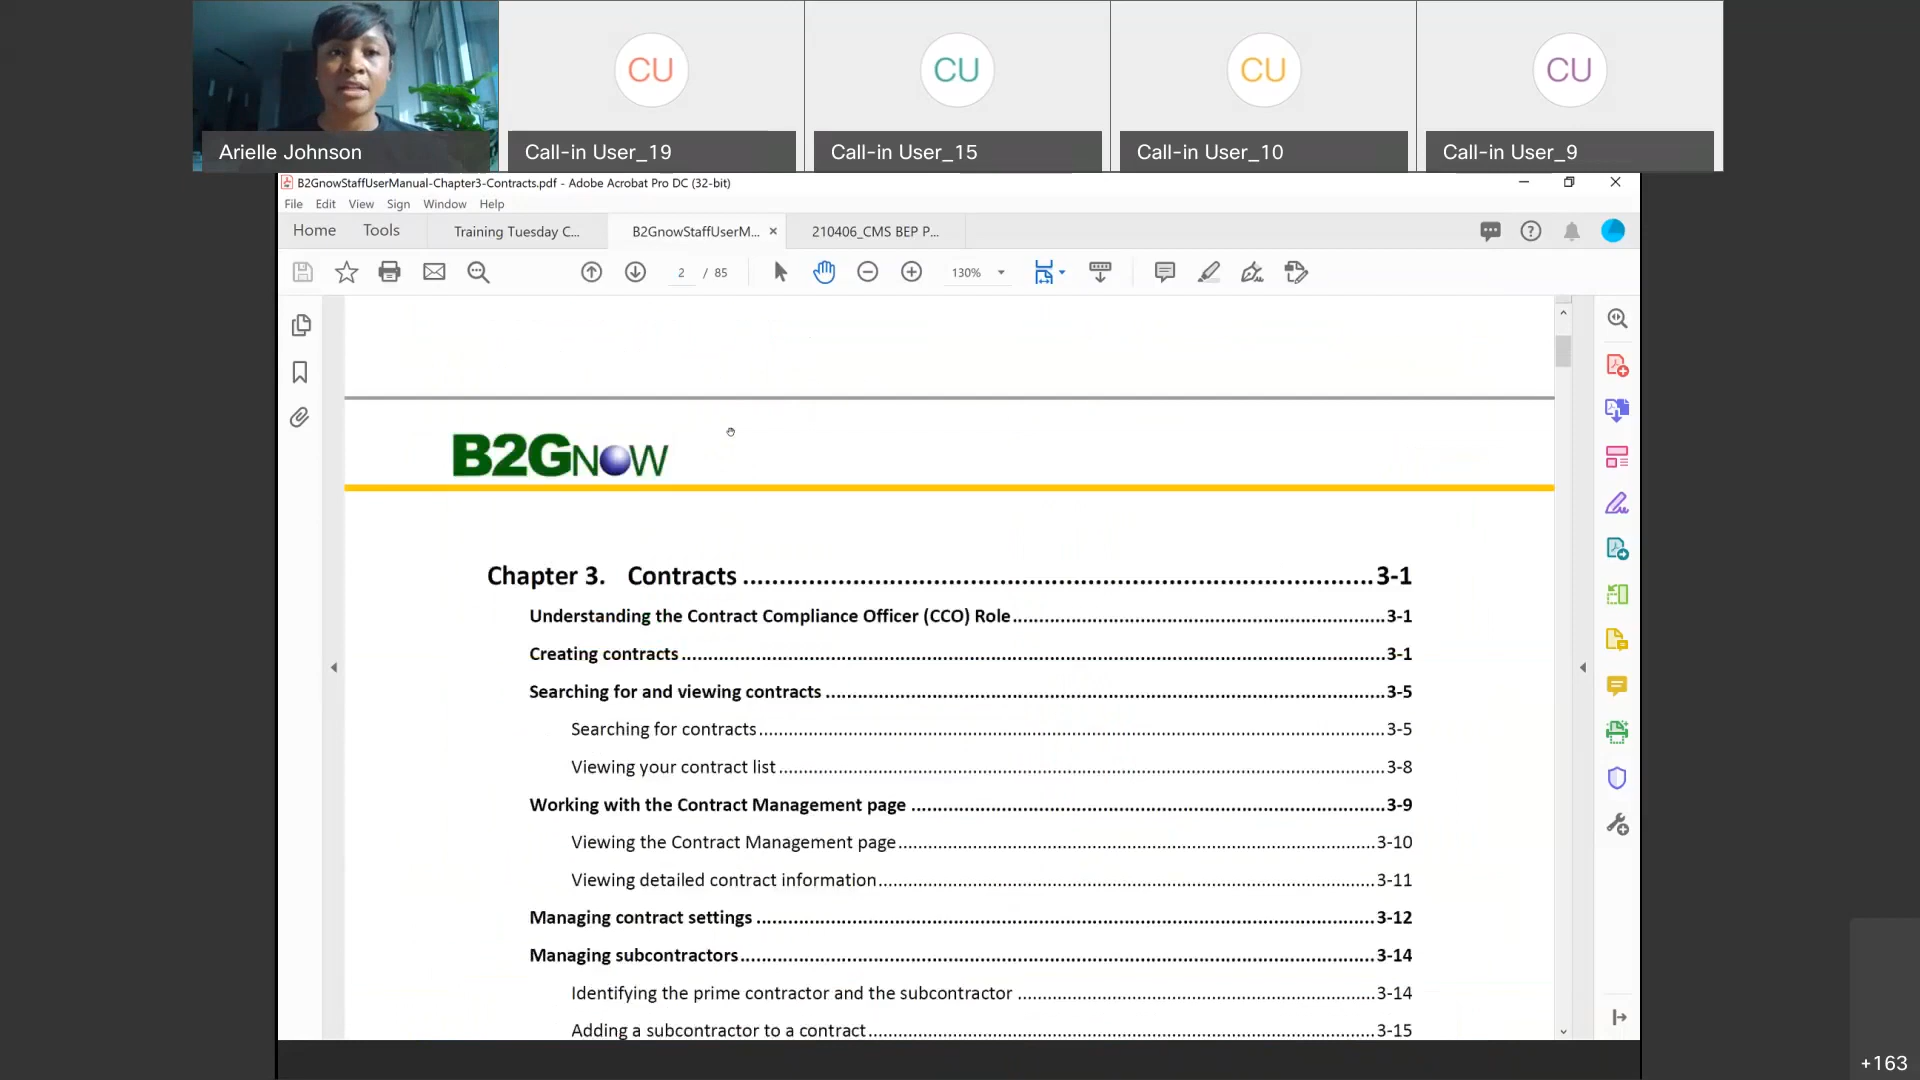 CU
CU
CU
CU
Arielle Johnson
Call-in User_19
Call-in User_15
Call-in User_10
Call-in User_9
B2GnowStaffUserManual-Chapter3-Contracts.pdf - Adobe Acrobat Pro DC (32-bit)
File Edit View Sign Window Help
Home Tools Training Tuesday C... B2GnowStaffUserM... 210406_CMS BEP P...
2 / 85 130%
B2GNOW
Chapter 3. Contracts ........ 3-1
Understanding the Contract Compliance Officer (CCO) Role ........ 3-1
Creating contracts ........ 3-1
Searching for and viewing contracts ........ 3-5
Searching for contracts ........ 3-5
Viewing your contract list ........ 3-8
Working with the Contract Management page ........ 3-9
Viewing the Contract Management page ........ 3-10
Viewing detailed contract information ........ 3-11
Managing contract settings ........ 3-12
Managing subcontractors ........ 3-14
Identifying the prime contractor and the subcontractor ........ 3-14
Adding a subcontractor to a contract ........ 3-15
+163